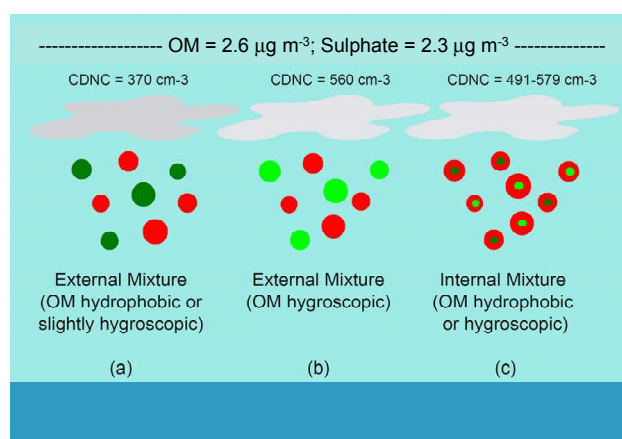 ------------------- OM = 2.6 μg m-3; Sulphate = 2.3 μg m-3 --------------
CDNC = 370 cm-3 CDNC = 560 cm-3 CDNC = 491-579 cm-3
External Mixture
(OM hydrophobic or
slightly hygroscopic)
External Mixture
(OM hygroscopic)
Internal Mixture
(OM hydrophobic
or hygroscopic)
(a) (b) (c)